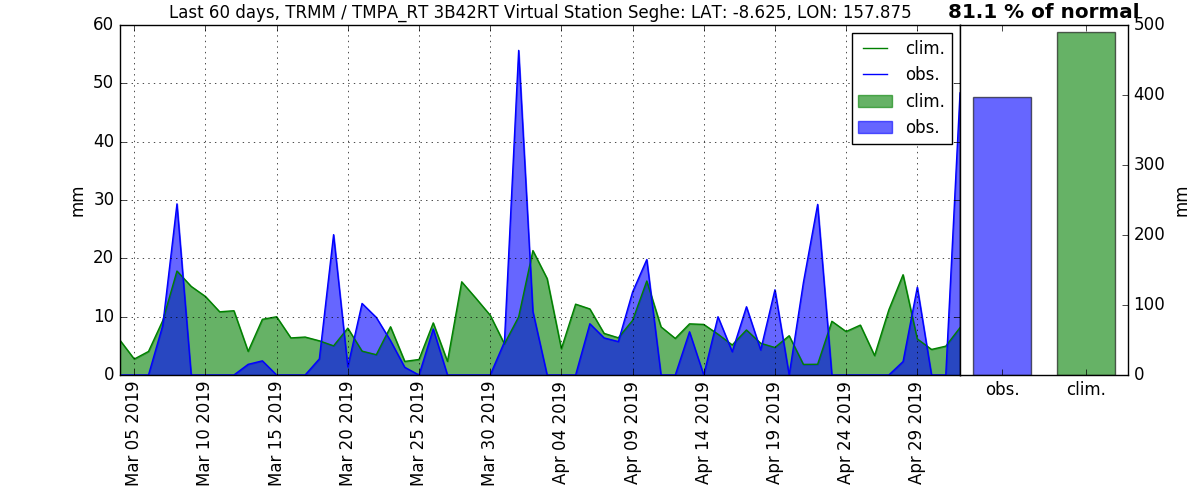 Last 60 days, TRMM / TMPA_RT 3B42RT Virtual Station Seghe: LAT: -8.625, LON: 157.875
81.1 % of normal
60
50
40
30
20
10
0
mm
clim.
obs.
clim.
obs.
500
400
300
200
100
0
mm
Mar 05 2019
Mar 10 2019
Mar 15 2019
Mar 20 2019
Mar 25 2019
Mar 30 2019
Apr 04 2019
Apr 09 2019
Apr 14 2019
Apr 19 2019
Apr 24 2019
Apr 29 2019
obs.
clim.